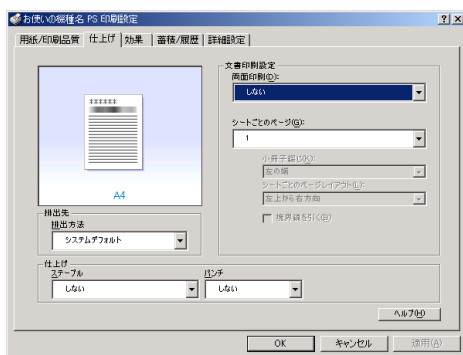 お使いの機種名 PS 印刷設定
用紙/印刷品質 仕上げ 効果 蓄積/履歴 詳細設定
文書印刷設定
両面印刷(D):
しない
シートごとのページ(G):
1
小冊子綴じ(K):
左の端
シートごとのページレイアウト(L):
左上から右方向
境界線を引く(B)
******
A4
排出先
排出方法
システムデフォルト
仕上げ
ステープル
しない
パンチ
しない
ヘルプ(H)
OK キャンセル 適用(A)